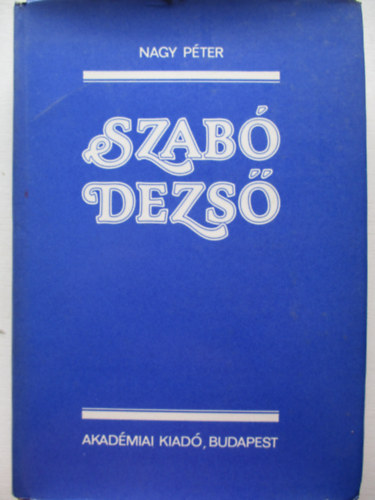 NAGY PÉTER
SZABÓ
DEZSŐ
AKADÉMIAI KIADÓ, BUDAPEST